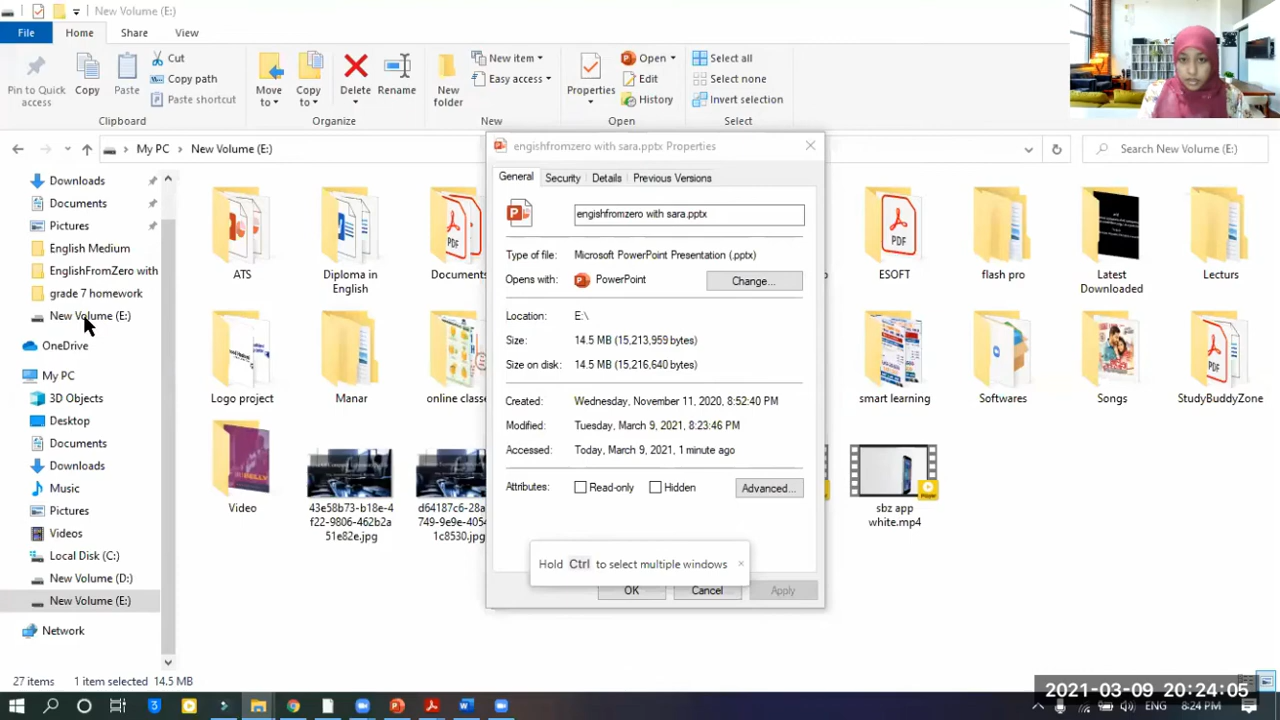 New Volume (E:)
File Home Share View
Pin to Quick access
Copy
Paste
Cut
Copy path
Paste shortcut
Clipboard
Move to
Copy to
Delete
Rename
Organize
New folder
New item
Easy access
New
Properties
Open
Edit
History
Open
Select all
Select none
Invert selection
Select
My PC > New Volume (E:)
Search New Volume (E:)
Downloads
Documents
Pictures
English Medium
EnglishFromZero with
grade 7 homework
New Volume (E:)
OneDrive
My PC
3D Objects
Desktop
Documents
Downloads
Music
Pictures
Videos
Local Disk (C:)
New Volume (D:)
New Volume (E:)
Network
ATS
Diploma in
English
Documents
ESOFT
flash pro
Latest
Downloaded
Lecturs
Logo project
Manar
online classe
smart learning
Softwares
Songs
StudyBuddyZone
Video
43e58b73-b18e-4
f22-9806-462b2a
51e82e.jpg
d64187c6-28a
749-9e9e-4054
1c8530.jpg
sbz app
white.mp4
engishfromzero with sara.pptx Properties
General Security Details Previous Versions
engishfromzero with sara.pptx
Type of file: Microsoft PowerPoint Presentation (.pptx)
Opens with: PowerPoint Change...
Location: E:\
Size: 14.5 MB (15,213,959 bytes)
Size on disk: 14.5 MB (15,216,640 bytes)
Created: Wednesday, November 11, 2020, 8:52:40 PM
Modified: Tuesday, March 9, 2021, 8:23:46 PM
Accessed: Today, March 9, 2021, 1 minute ago
Attributes: Read-only Hidden Advanced...
Hold Ctrl to select multiple windows
OK Cancel Apply
27 items 1 item selected 14.5 MB
2021-03-09 20:24:05
ENG 8:24 PM